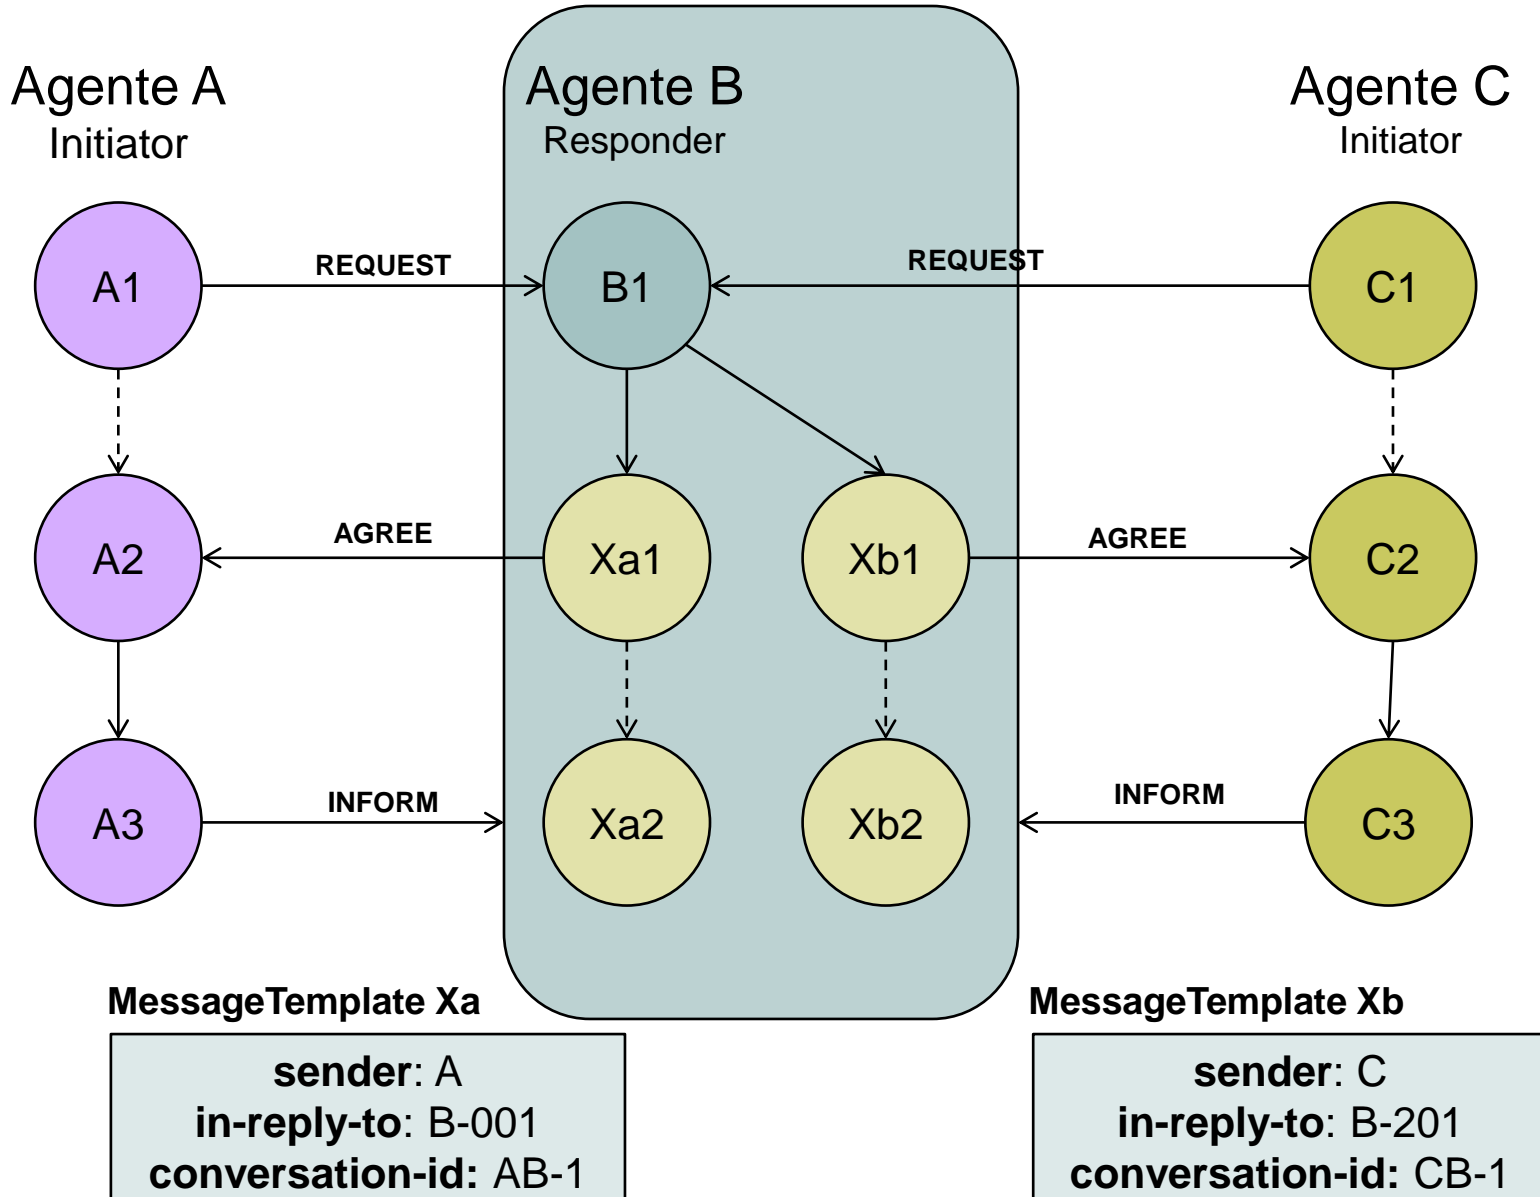 Agente A
Initiator
Agente B
Responder
Agente C
Initiator
A1
REQUEST
B1
REQUEST
C1
A2
AGREE
Xa1
Xb1
AGREE
C2
A3
INFORM
Xa2
Xb2
INFORM
C3
MessageTemplate Xa
sender: A
in-reply-to: B-001
conversation-id: AB-1
MessageTemplate Xb
sender: C
in-reply-to: B-201
conversation-id: CB-1